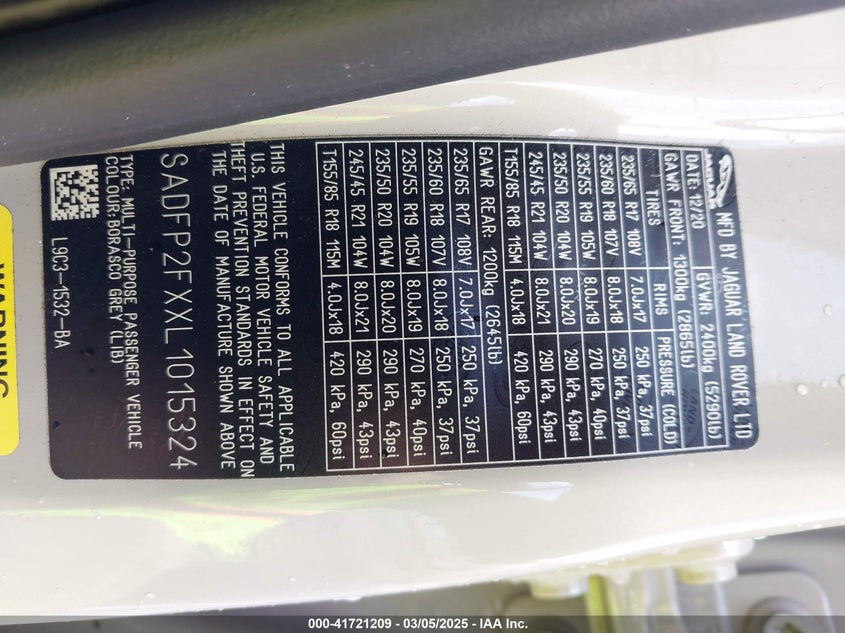 JAGUAR
MFD BY JAGUAR LAND ROVER LTD
DATE: 12/20 GVWR: 2400kg (5290lb)
GAWR FRONT: 1300kg (2865lb)
TIRES RIMS PRESSURE (COLD)
235/65 R17 108V 7.0Jx17 250 kPa, 37psi
235/60 R18 107V 8.0Jx18 250 kPa, 37psi
235/55 R19 105W 8.0Jx19 270 kPa, 40psi
235/50 R20 104W 8.0Jx20 290 kPa, 43psi
245/45 R21 104W 8.0Jx21 290 kPa, 43psi
T155/85 R18 115M 4.0Jx18 420 kPa, 60psi
GAWR REAR: 1200kg (2645lb)
235/65 R17 108V 7.0Jx17 250 kPa, 37psi
235/60 R18 107V 8.0Jx18 250 kPa, 37psi
235/55 R19 105W 8.0Jx19 270 kPa, 40psi
235/50 R20 104W 8.0Jx20 290 kPa, 43psi
245/45 R21 104W 8.0Jx21 290 kPa, 43psi
T155/85 R18 115M 4.0Jx18 420 kPa, 60psi
THIS VEHICLE CONFORMS TO ALL APPLICABLE
U.S. FEDERAL MOTOR VEHICLE SAFETY AND
THEFT PREVENTION STANDARDS IN EFFECT ON
THE DATE OF MANUFACTURE SHOWN ABOVE
SADFP2FXXL1015324
TYPE: MULTI-PURPOSE PASSENGER VEHICLE
COLOUR: BORASCO GREY (LIB)
L9C3-1532-BA
WARNING
000-41721209 - 03/05/2025 - IAA Inc.